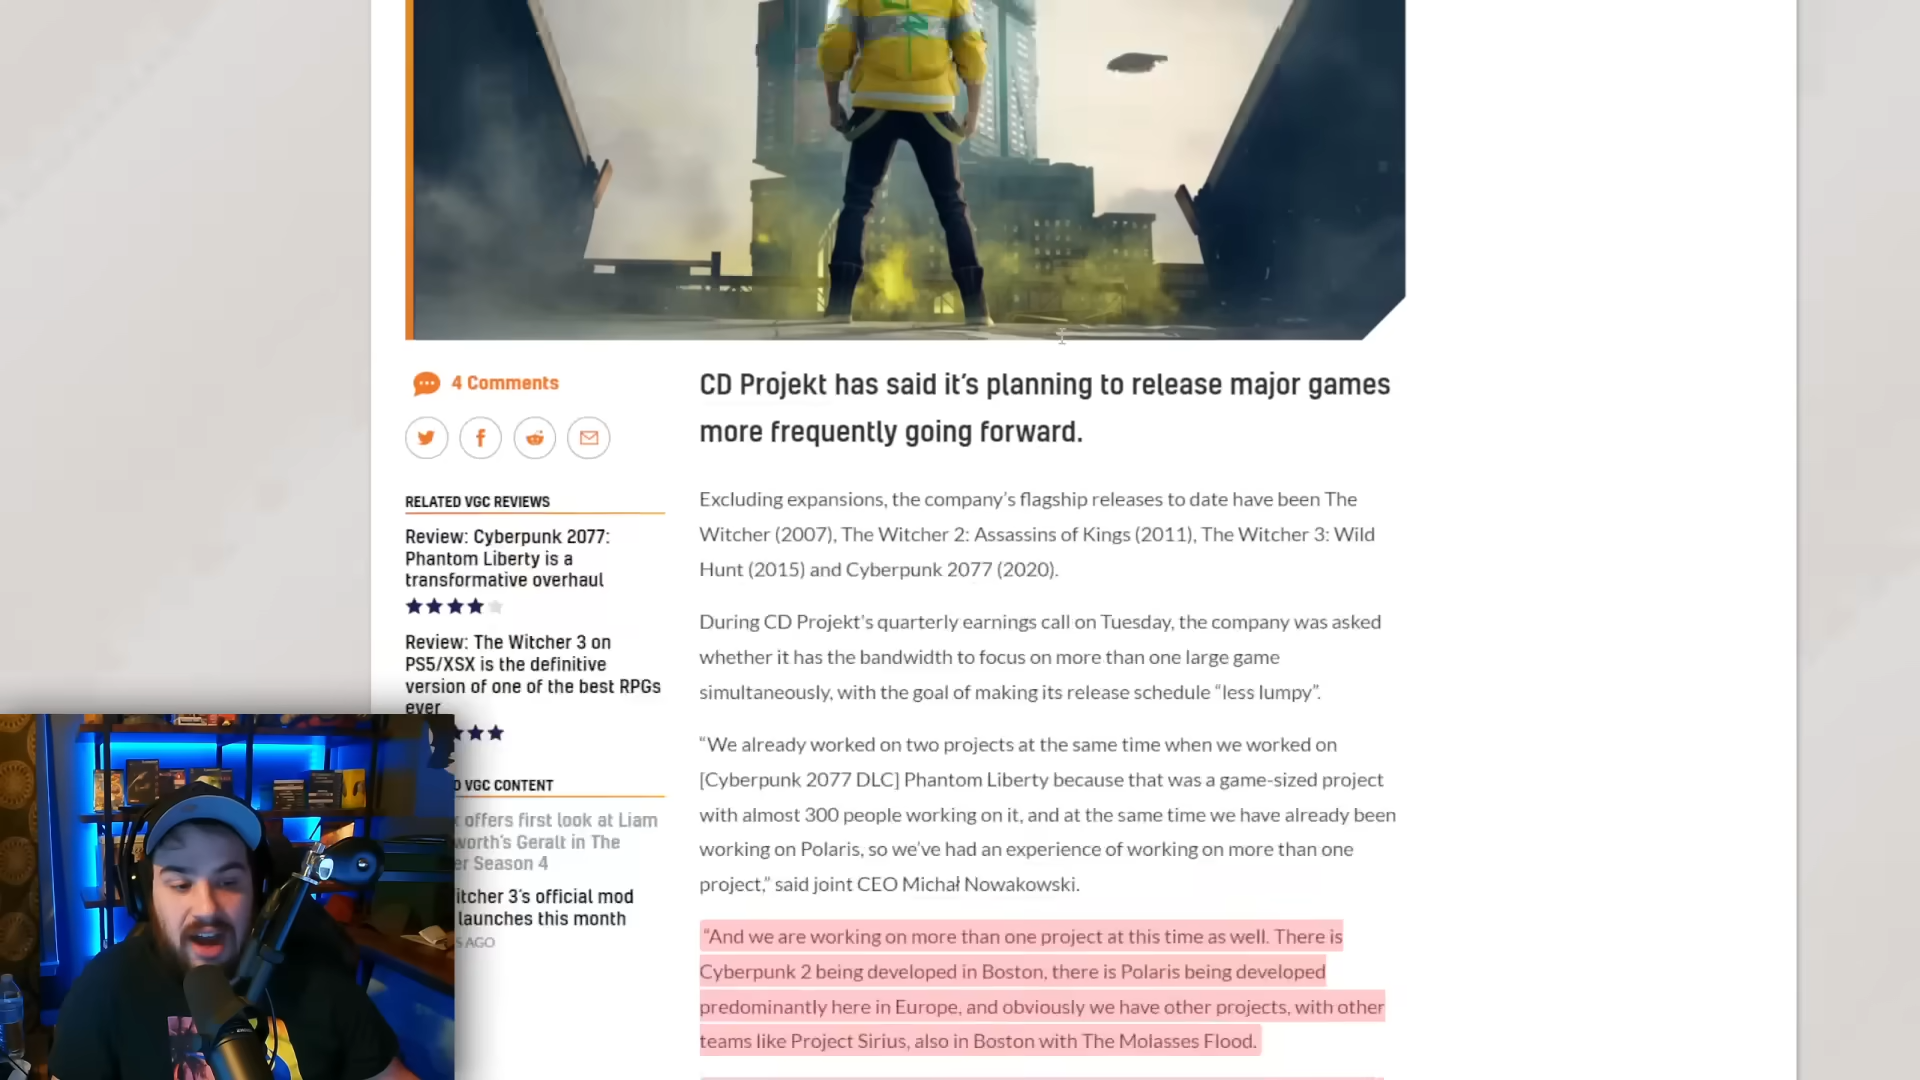 4 Comments
RELATED VGC REVIEWS
Review: Cyberpunk 2077:
Phantom Liberty is a
transformative overhaul
Review: The Witcher 3 on
PS5/XSX is the definitive
version of one of the best RPGs
ever
VGC CONTENT
offers first look at Liam
worth's Geralt in The
er Season 4
itcher 3's official mod
launches this month
S AGO
CD Projekt has said it's planning to release major games
more frequently going forward.
Excluding expansions, the company's flagship releases to date have been The
Witcher (2007), The Witcher 2: Assassins of Kings (2011), The Witcher 3: Wild
Hunt (2015) and Cyberpunk 2077 (2020).
During CD Projekt's quarterly earnings call on Tuesday, the company was asked
whether it has the bandwidth to focus on more than one large game
simultaneously, with the goal of making its release schedule “less lumpy”.
“We already worked on two projects at the same time when we worked on
[Cyberpunk 2077 DLC] Phantom Liberty because that was a game-sized project
with almost 300 people working on it, and at the same time we have already been
working on Polaris, so we've had an experience of working on more than one
project,” said joint CEO Michał Nowakowski.
“And we are working on more than one project at this time as well. There is
Cyberpunk 2 being developed in Boston, there is Polaris being developed
predominantly here in Europe, and obviously we have other projects, with other
teams like Project Sirius, also in Boston with The Molasses Flood.